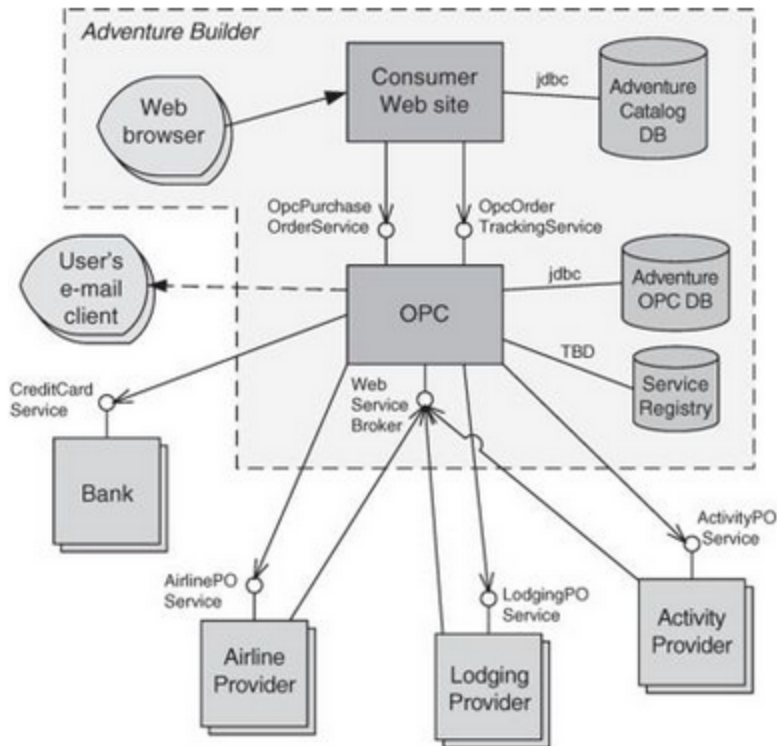 Adventure Builder
Consumer
Web site
jdbc
Adventure
Catalog
DB
Web
browser
OpcPurchase
OrderService
OpcOrder
TrackingService
User's
e-mail
client
OPC
jdbc
Adventure
OPC DB
TBD
Service
Registry
CreditCard
Service
Web
Service
Broker
Bank
ActivityPO
Service
AirlinePO
Service
LodgingPO
Service
Activity
Provider
Airline
Provider
Lodging
Provider